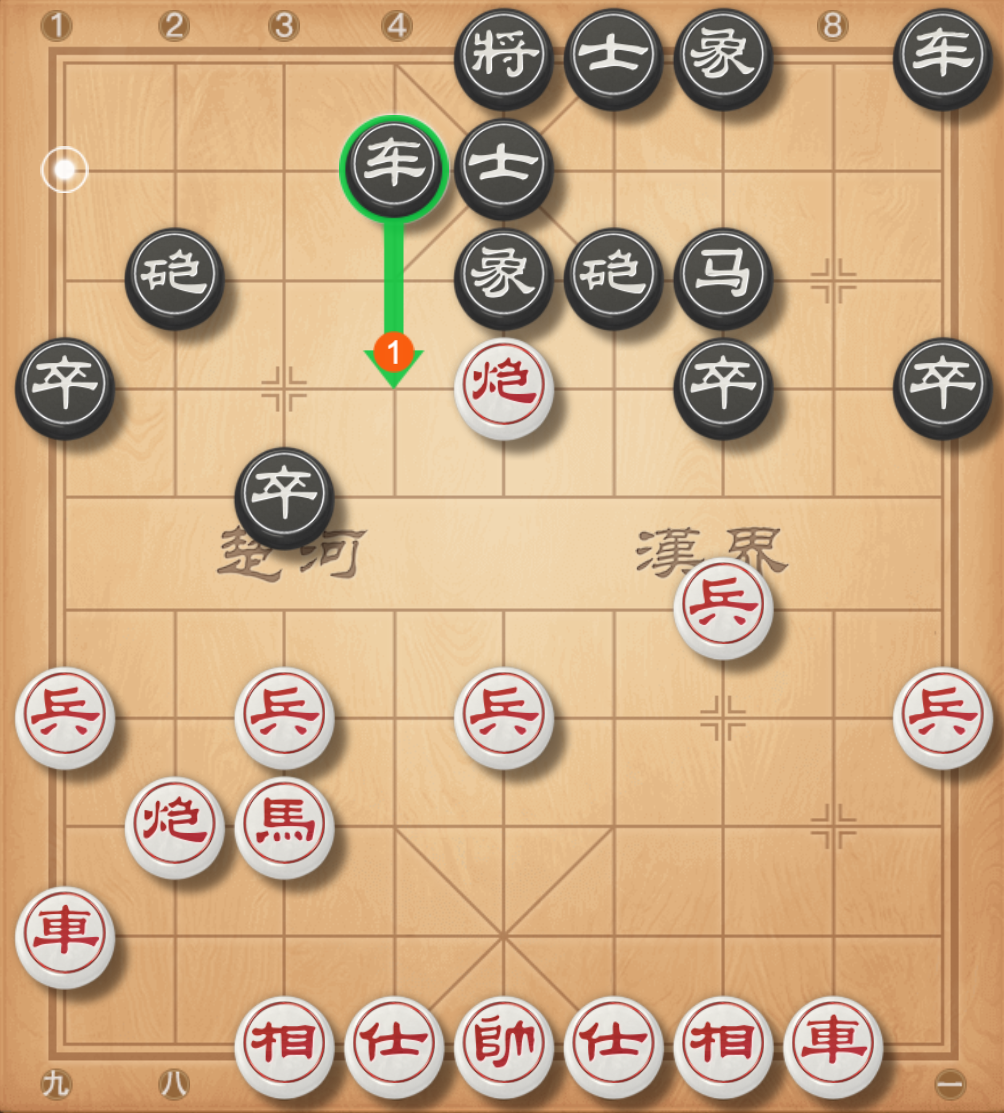 1 2 3 4 8
將 士 象 车
车 士
砲 象 砲 马
1
卒 炮 卒 卒
卒
楚河 漢界
兵
兵 兵 兵 兵
炮 馬
車
相 仕 帥 仕 相 車
九 八 一